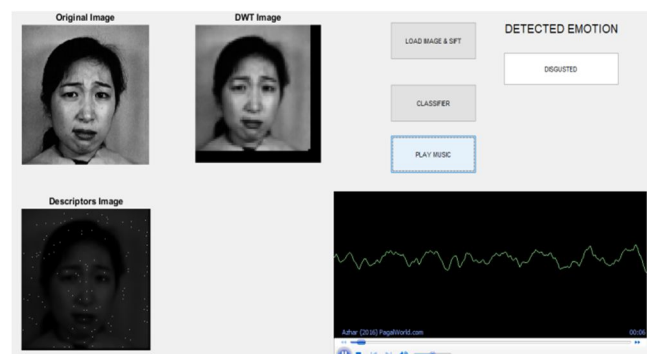 Original Image
DWT Image
LOAD IMAGE & SIFT
DETECTED EMOTION
DISGUSTED
CLASSIFIER
PLAY MUSIC
Descriptors Image
Azhar (2016) PagalWorld.com
00:06